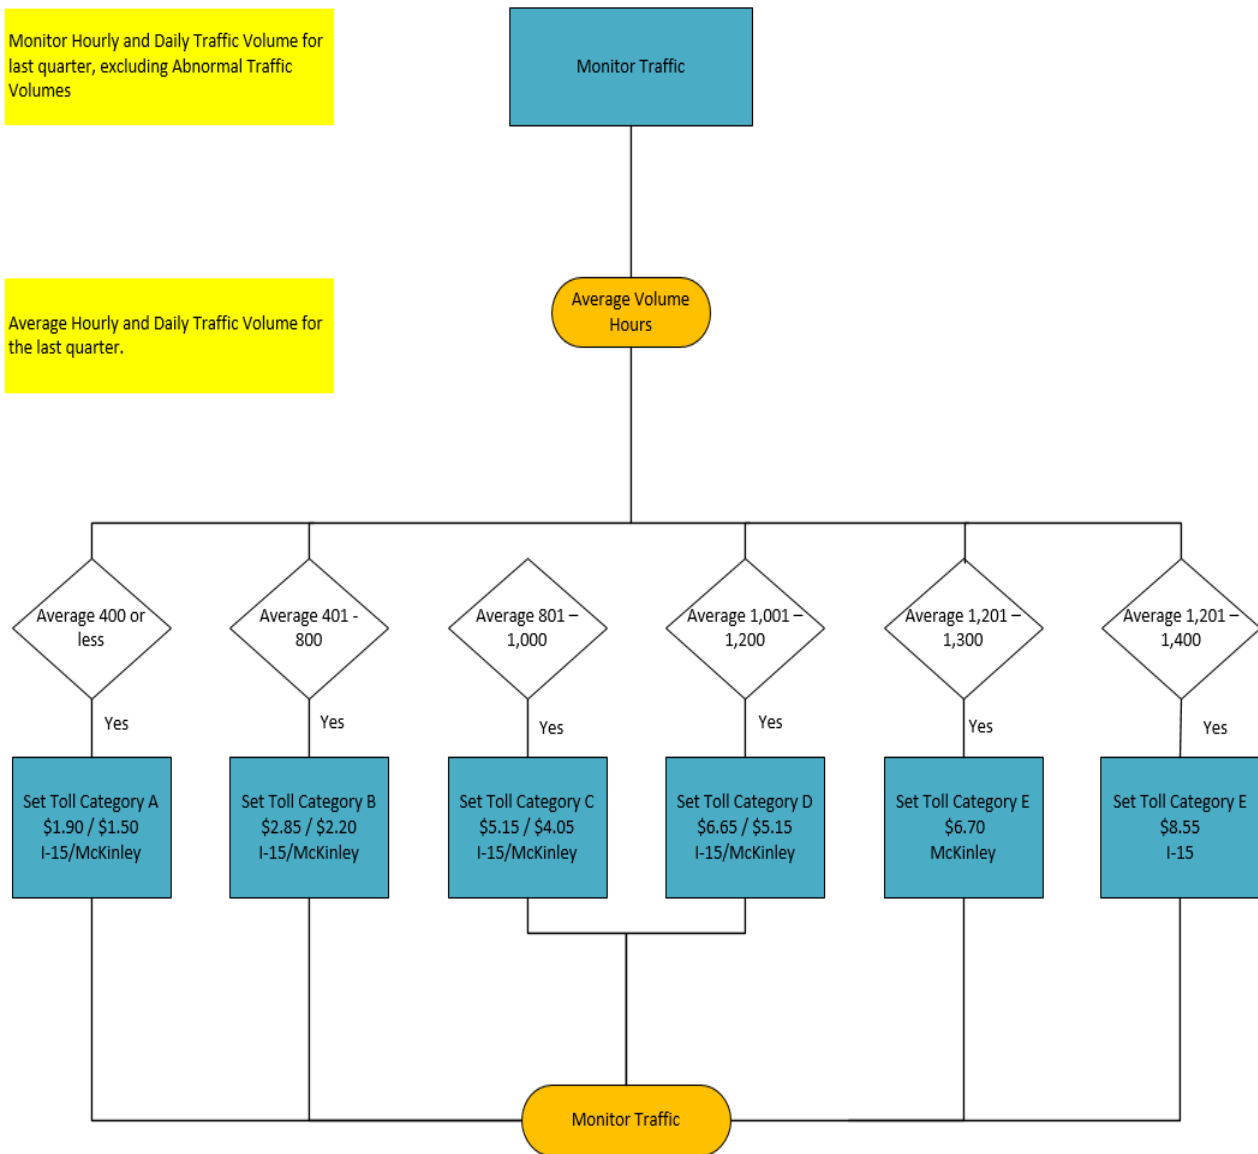 Monitor Hourly and Daily Traffic Volume for
last quarter, excluding Abnormal Traffic
Volumes
Monitor Traffic
Average Volume
Hours
Average Hourly and Daily Traffic Volume for
the last quarter.
Average 400 or
less
Average 401 -
800
Average 801 –
1,000
Average 1,001 –
1,200
Average 1,201 –
1,300
Average 1,201 –
1,400
Yes
Yes
Yes
Yes
Yes
Yes
Set Toll Category A
$1.90 / $1.50
I-15/McKinley
Set Toll Category B
$2.85 / $2.20
I-15/McKinley
Set Toll Category C
$5.15 / $4.05
I-15/McKinley
Set Toll Category D
$6.65 / $5.15
I-15/McKinley
Set Toll Category E
$6.70
McKinley
Set Toll Category E
$8.55
I-15
Monitor Traffic